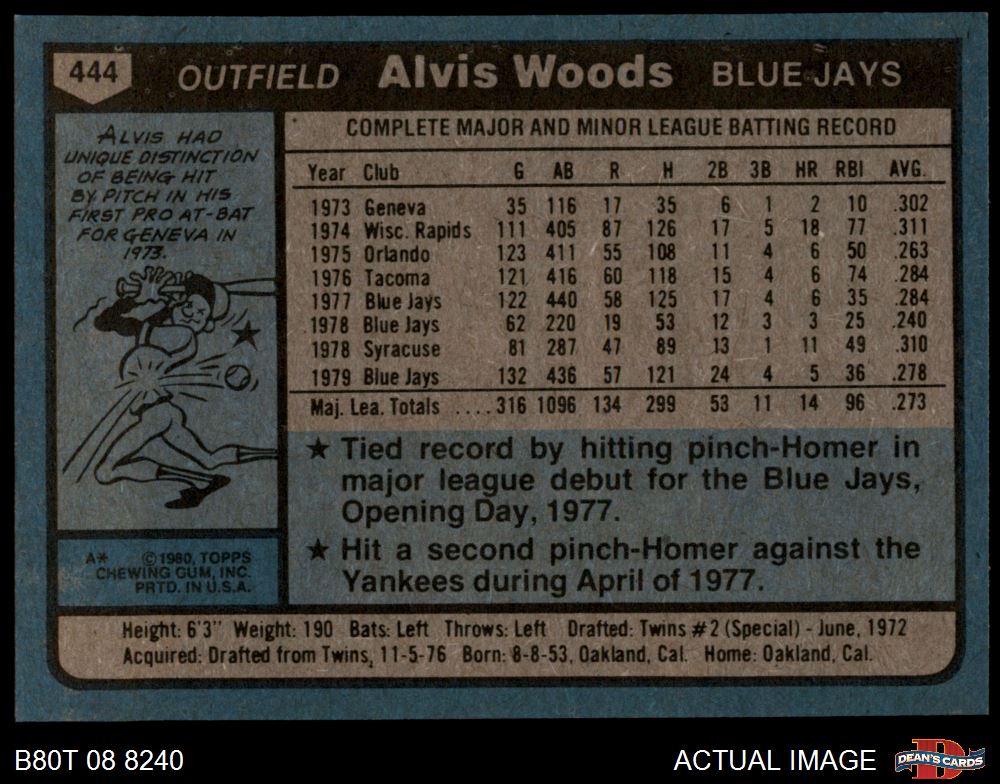 444 OUTFIELD Alvis Woods BLUE JAYS
ALVIS HAD
UNIQUE DISTINCTION
OF BEING HIT
BY PITCH IN HIS
FIRST PRO AT-BAT
FOR GENEVA IN
1973.
COMPLETE MAJOR AND MINOR LEAGUE BATTING RECORD
Year Club G AB R H 2B 3B HR RBI AVG.
1973 Geneva 35 116 17 35 6 1 2 10 .302
1974 Wisc. Rapids 111 405 87 126 17 5 18 77 .311
1975 Orlando 123 411 55 108 11 4 6 50 .263
1976 Tacoma 121 416 60 118 15 4 6 74 .284
1977 Blue Jays 122 440 58 125 17 4 6 35 .284
1978 Blue Jays 62 220 19 53 12 3 3 25 .240
1978 Syracuse 81 287 47 89 13 1 11 49 .310
1979 Blue Jays 132 436 57 121 24 4 5 36 .278
Maj. Lea. Totals ....316 1096 134 299 53 11 14 96 .273
★ Tied record by hitting pinch-Homer in
major league debut for the Blue Jays,
Opening Day, 1977.
★ Hit a second pinch-Homer against the
Yankees during April of 1977.
A* ©1980, TOPPS
CHEWING GUM, INC.
PRTD. IN U.S.A.
Height: 6'3" Weight: 190 Bats: Left Throws: Left Drafted: Twins #2 (Special) - June, 1972
Acquired: Drafted from Twins, 11-5-76 Born: 8-8-53, Oakland, Cal. Home: Oakland, Cal.
B80T 08 8240 ACTUAL IMAGE D DEAN'S CARDS